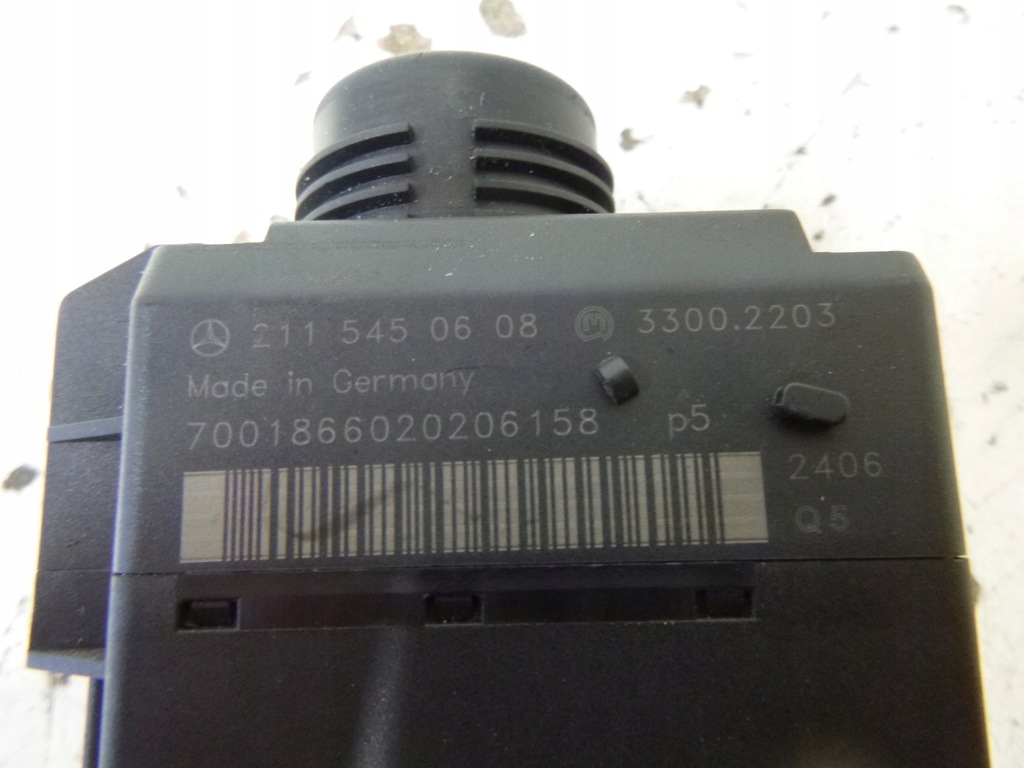 211 545 06 08 M 3300.2203
Made in Germany
7001866020206158 p5
2406
Q5